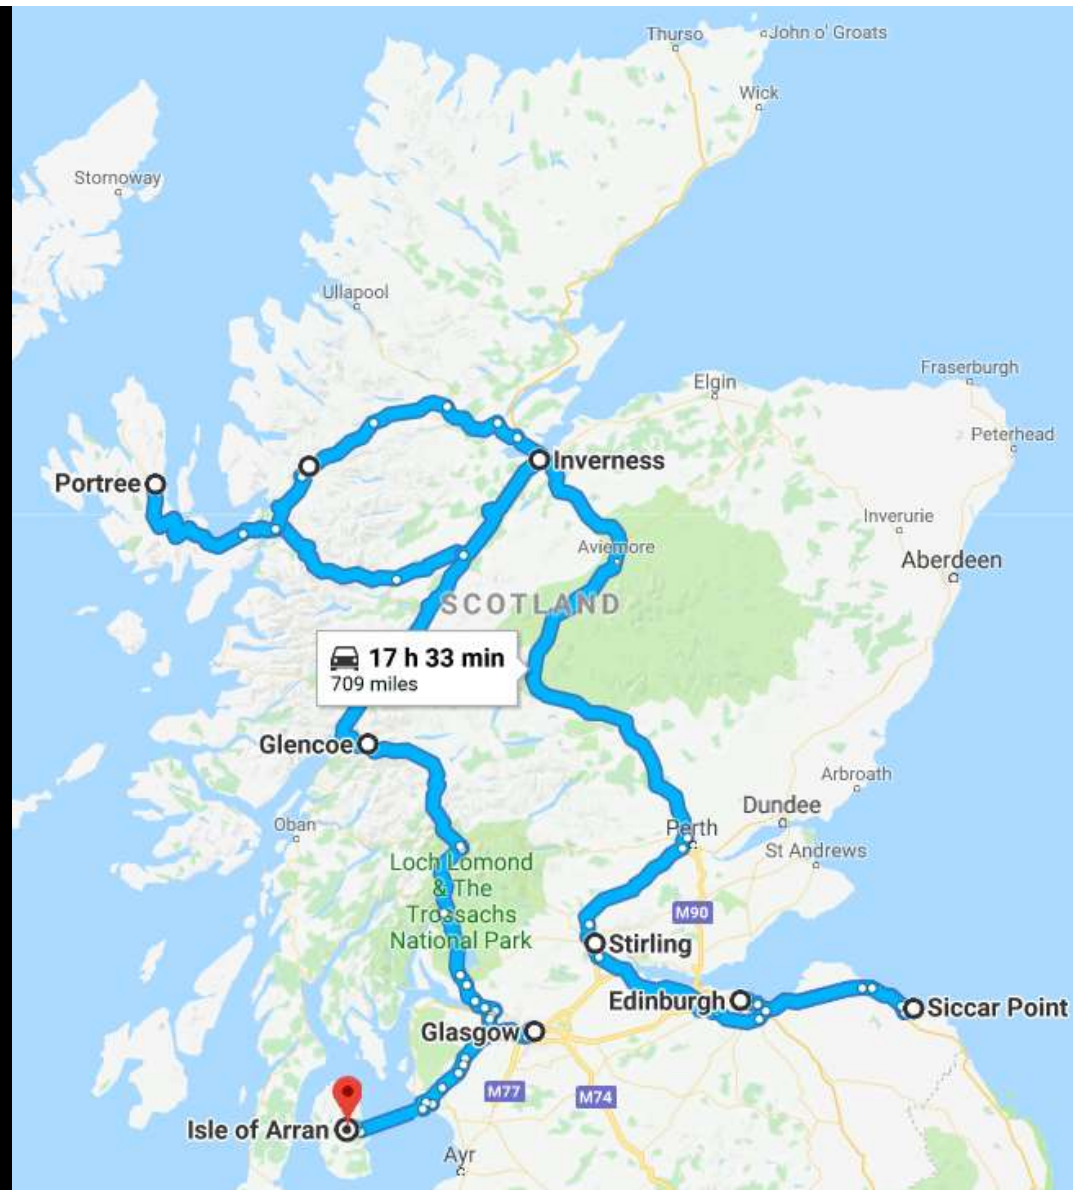 Thurso
John o' Groats
Wick
Stornoway
Ullapool
Fraserburgh
Elgin
Peterhead
Inverness
Portree
Inverurie
Aviemore
Aberdeen
SCOTLAND
17 h 33 min
709 miles
Glencoe
Arbroath
Dundee
Oban
Perth
St Andrews
Loch Lomond
& The
Trossachs
National Park
M90
Stirling
Edinburgh
Siccar Point
Glasgow
M77
M74
Isle of Arran
Ayr